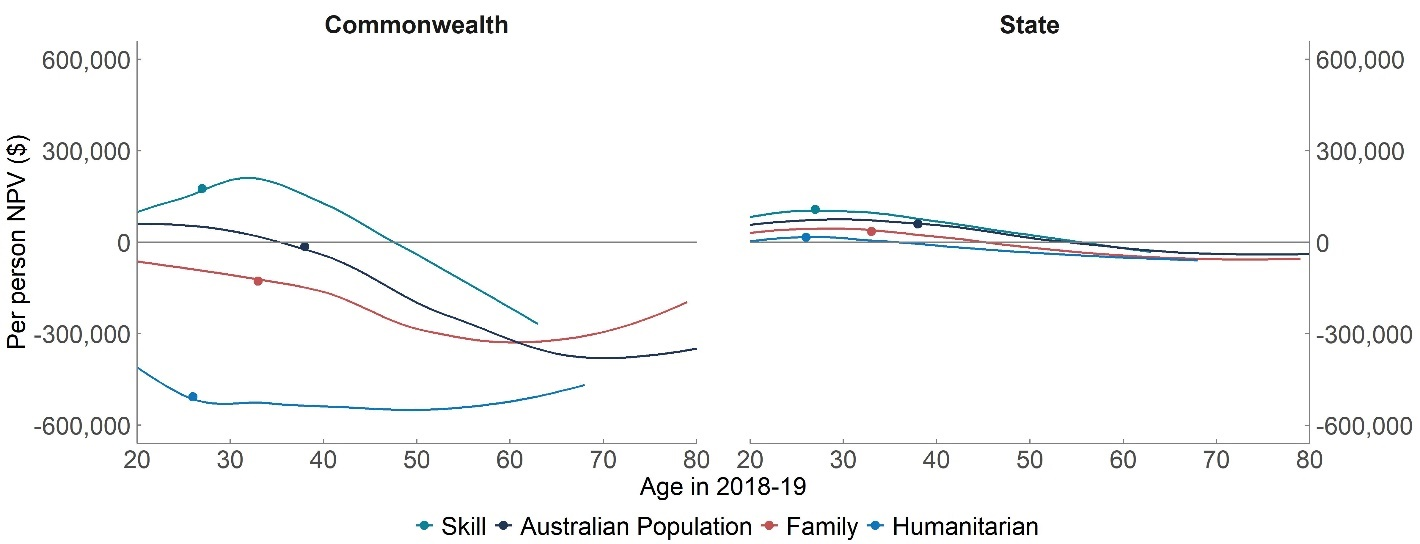 Commonwealth
State
Per person NPV ($)
600,000
300,000
0
-300,000
-600,000
600,000
300,000
0
-300,000
-600,000
20 30 40 50 60 70 80
20 30 40 50 60 70 80
Age in 2018-19
Skill Australian Population Family Humanitarian